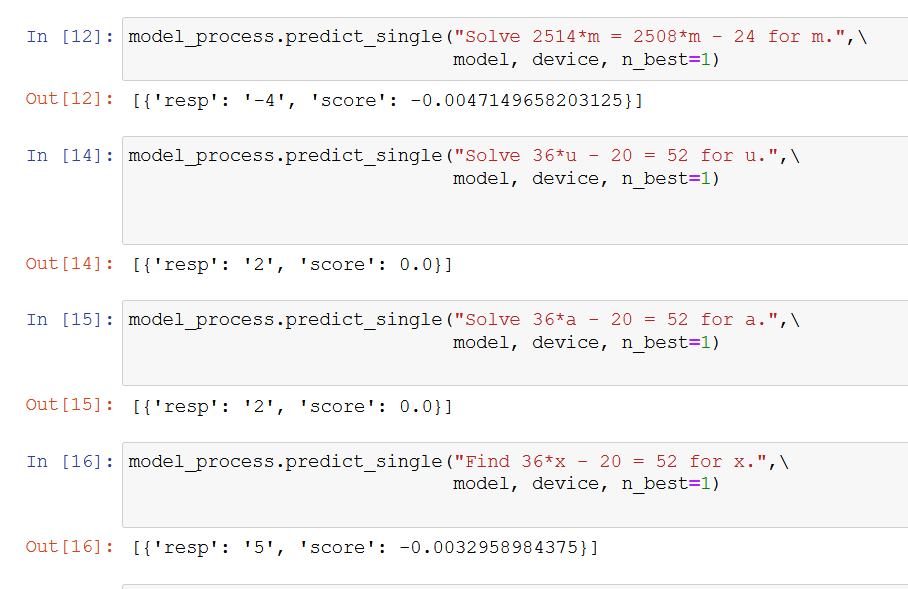 In [12]: model_process.predict_single("Solve 2514*m = 2508*m - 24 for m.",\
model, device, n_best=1)
Out[12]: [{'resp': '-4', 'score': -0.0047149658203125}]
In [14]: model_process.predict_single("Solve 36*u - 20 = 52 for u.",\
model, device, n_best=1)
Out[14]: [{'resp': '2', 'score': 0.0}]
In [15]: model_process.predict_single("Solve 36*a - 20 = 52 for a.",\
model, device, n_best=1)
Out[15]: [{'resp': '2', 'score': 0.0}]
In [16]: model_process.predict_single("Find 36*x - 20 = 52 for x.",\
model, device, n_best=1)
Out[16]: [{'resp': '5', 'score': -0.0032958984375}]